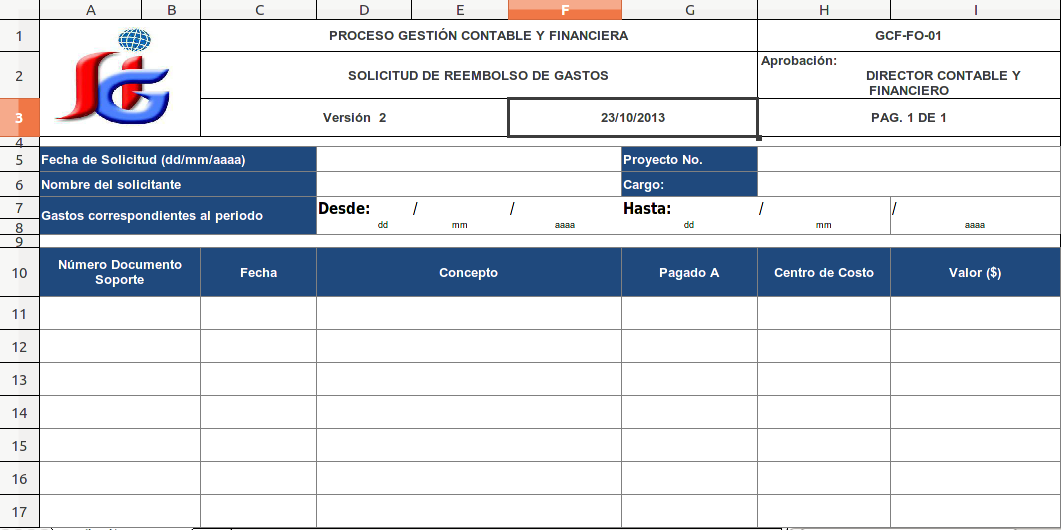 A B C D E F G H I
1 PROCESO GESTIÓN CONTABLE Y FINANCIERA GCF-FO-01
Aprobación:
2 SOLICITUD DE REEMBOLSO DE GASTOS DIRECTOR CONTABLE Y
FINANCIERO
3 Versión 2 23/10/2013 PAG. 1 DE 1
4
5 Fecha de Solicitud (dd/mm/aaaa) Proyecto No.
6 Nombre del solicitante Cargo:
7 Gastos correspondientes al periodo Desde: / / Hasta: / /
8 dd mm aaaa dd mm aaaa
9
Número Documento
10 Soporte Fecha Concepto Pagado A Centro de Costo Valor ($)
11
12
13
14
15
16
17